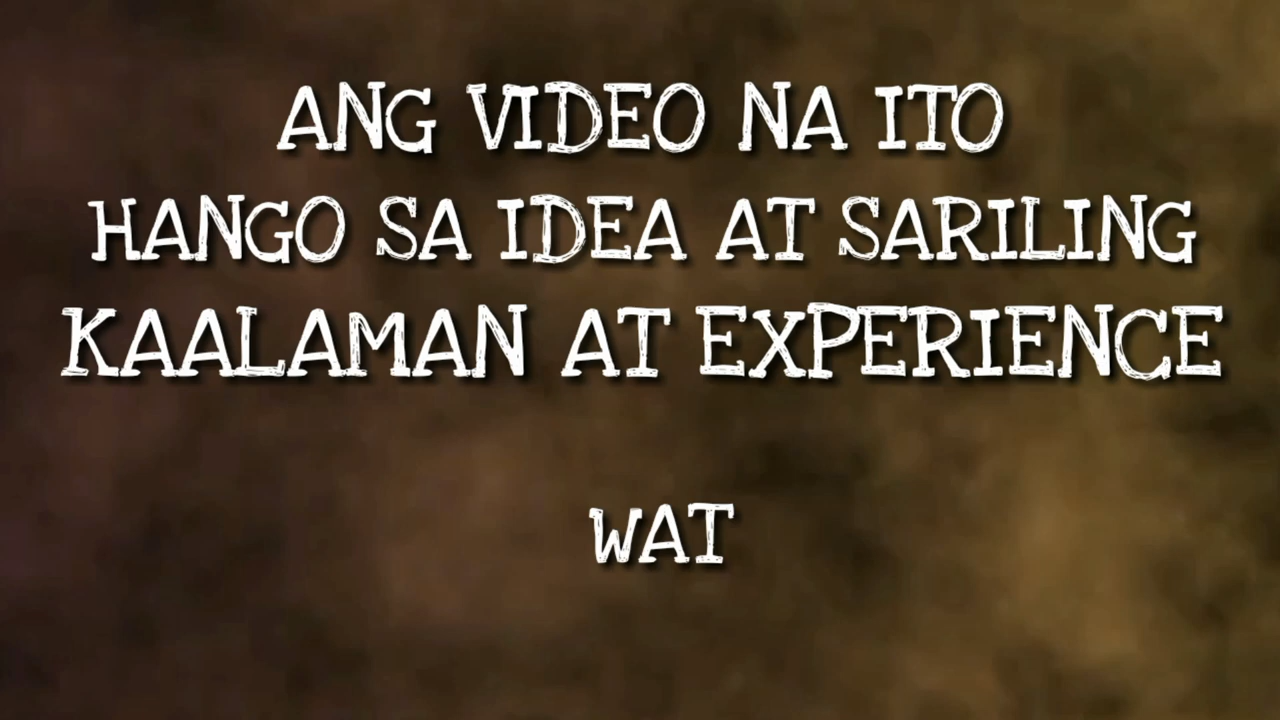 ANG VIDEO NA ITO
HANGO SA IDEA AT SARILING
KAALAMAN AT EXPERIENCE
WAT